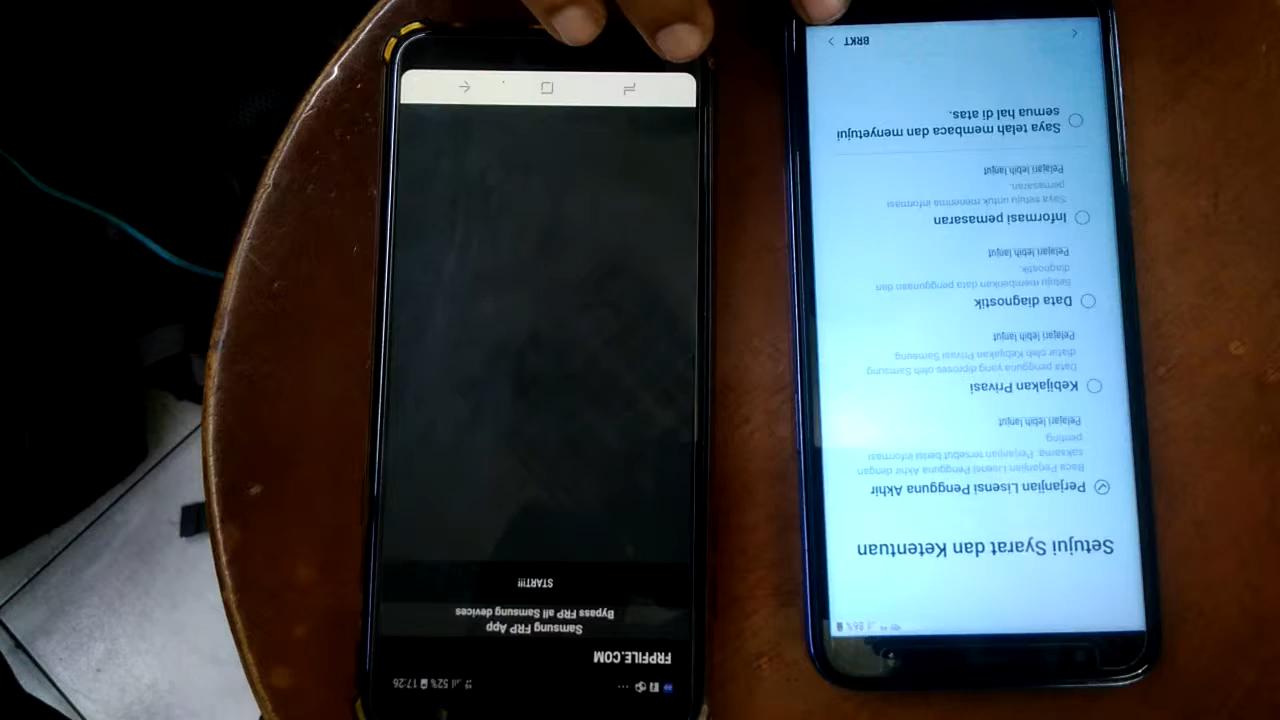 17:26
52%
FRPFILE.COM
Samsung FRP App
Bypass FRP all Samsung devices
START!!!
86%
Setujui Syarat dan Ketentuan
Perjanjian Lisensi Pengguna Akhir
Baca Perjanjian Lisensi Pengguna Akhir dengan
saksama. Perjanjian tersebut berisi informasi
penting
Pelajari lebih lanjut
Kebijakan Privasi
Data pengguna yang diproses oleh Samsung
diatur oleh Kebijakan Privasi Samsung
Pelajari lebih lanjut
Data diagnostik
Setuju memberikan data penggunaan dan
diagnostik.
Pelajari lebih lanjut
Informasi pemasaran
Saya setuju untuk menerima informasi
pemasaran.
Pelajari lebih lanjut
Saya telah membaca dan menyetujui
semua hal di atas.
BRKT